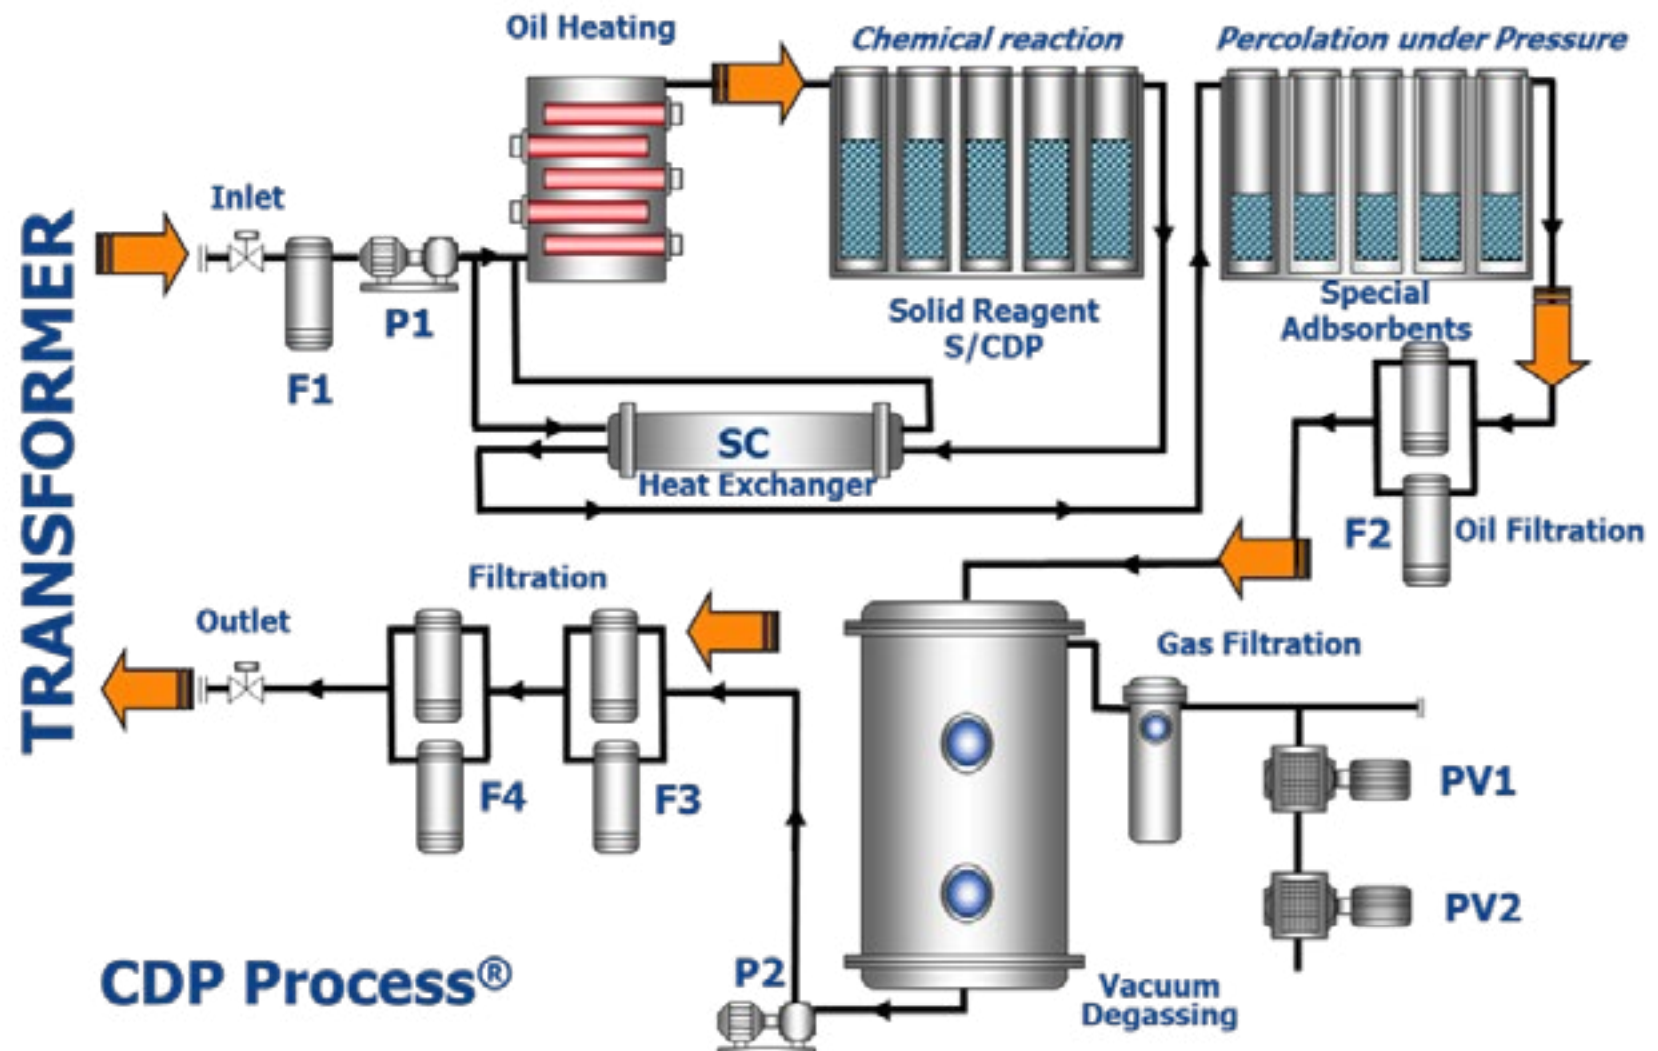 Oil Heating
Chemical reaction
Percolation under Pressure
Inlet
TRANSFORMER
P1
F1
Solid Reagent
S/CDP
Special
Adbsorbents
SC
Heat Exchanger
F2
Oil Filtration
Filtration
Outlet
Gas Filtration
F4
F3
PV1
PV2
P2
Vacuum
Degassing
CDP Process®